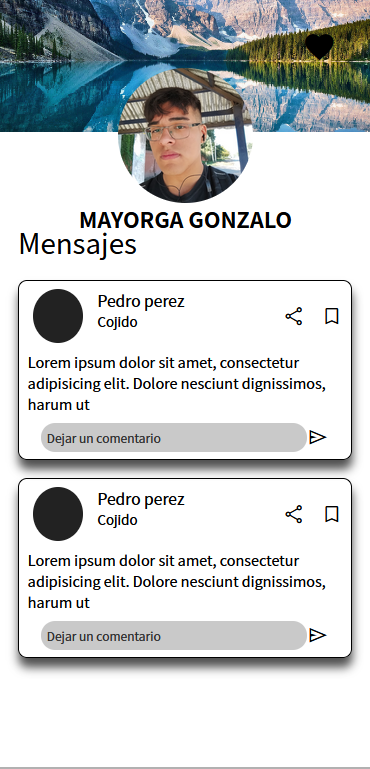 MAYORGA GONZALO
Mensajes
Pedro perez
Cojido
Lorem ipsum dolor sit amet, consectetur
adipisicing elit. Dolore nesciunt dignissimos,
harum ut
Dejar un comentario
Pedro perez
Cojido
Lorem ipsum dolor sit amet, consectetur
adipisicing elit. Dolore nesciunt dignissimos,
harum ut
Dejar un comentario